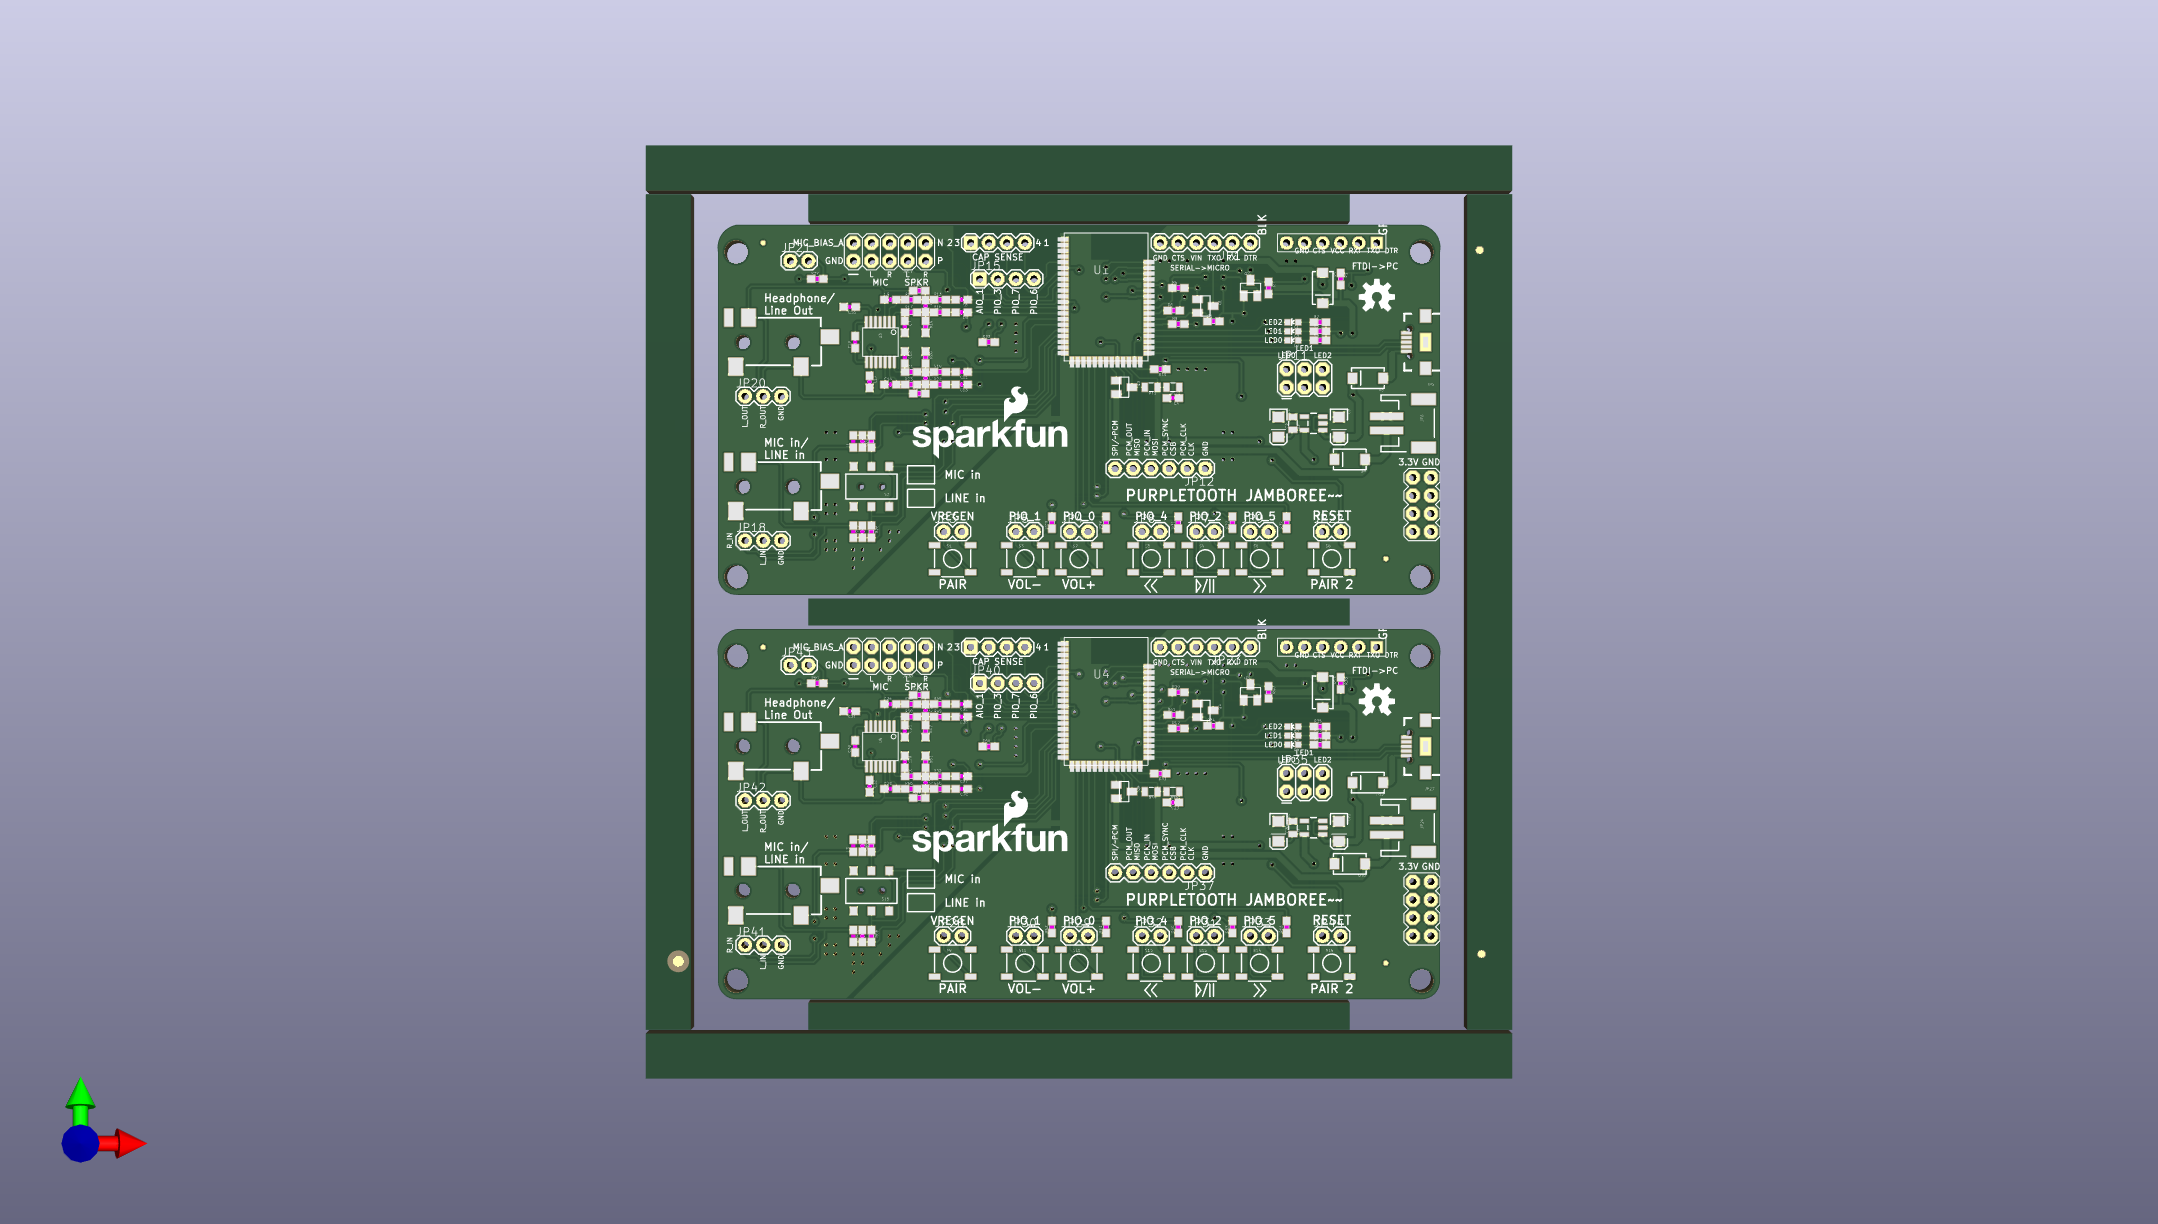 BLK
MIC_BIAS_A
N 23
41
GND
P
CAP SENSE
JP15
GND CTS VIN TXO RXI DTR
SERIAL->MICRO
GND CTS VCC RXI TXO DTR
FTDI->PC
L R L R
MIC SPKR
U1
AIO_1
PIO_3
PIO_7
PIO_6
Headphone/
Line Out
LED2
LED1
LED0
LED1
LED0 LED2
JP20
L_OUT
R_OUT
GND
sparkfun
SPI/~PCM
PCM_OUT
MISO
PCM_IN
MOSI
PCM_SYNC
CSB
PCM_CLK
CLK
GND
MIC in/
LINE in
3.3V GND
MIC in
LINE in
JP12
PURPLETOOTH JAMBOREE~~
JP18
R_IN
L_IN
GND
VREGEN PIO_1 PIO_0 PIO_4 PIO_2 PIO_5 RESET
PAIR VOL- VOL+ << ▷/|| >> PAIR 2
BLK
MIC_BIAS_A
N 23
41
GND
P
CAP SENSE
JP40
GND CTS VIN TXO RXI DTR
SERIAL->MICRO
GND CTS VCC RXI TXO DTR
FTDI->PC
L R L R
MIC SPKR
U4
AIO_1
PIO_3
PIO_7
PIO_6
Headphone/
Line Out
LED2
LED1
LED0
LED1
LED2
JP35
JP42
L_OUT
R_OUT
GND
sparkfun
SPI/~PCM
PCM_OUT
MISO
PCM_IN
MOSI
PCM_SYNC
CSB
PCM_CLK
CLK
GND
MIC in/
LINE in
3.3V GND
MIC in
LINE in
JP37
PURPLETOOTH JAMBOREE~~
JP41
R_IN
L_IN
GND
VREGEN PIO_1 PIO_0 PIO_4 PIO_2 PIO_5 RESET
PAIR VOL- VOL+ << ▷/|| >> PAIR 2